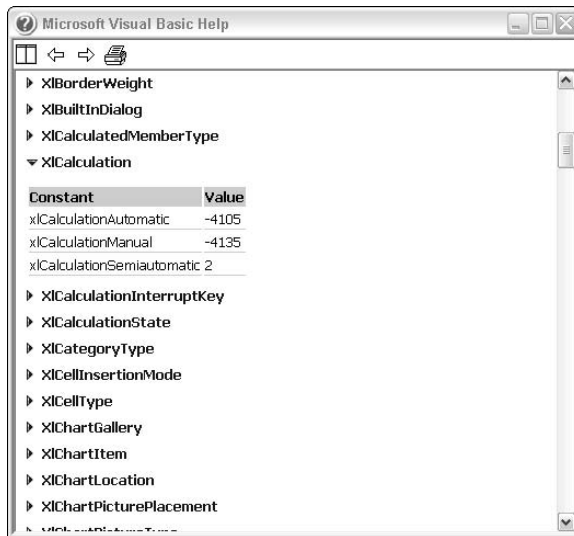 Microsoft Visual Basic Help
XlBorderWeight
XlBuiltInDialog
XlCalculatedMemberType
XlCalculation
Constant Value
xlCalculationAutomatic -4105
xlCalculationManual -4135
xlCalculationSemiautomatic 2
XlCalculationInterruptKey
XlCalculationState
XlCategoryType
XlCellInsertionMode
XlCellType
XlChartGallery
XlChartItem
XlChartLocation
XlChartPicturePlacement